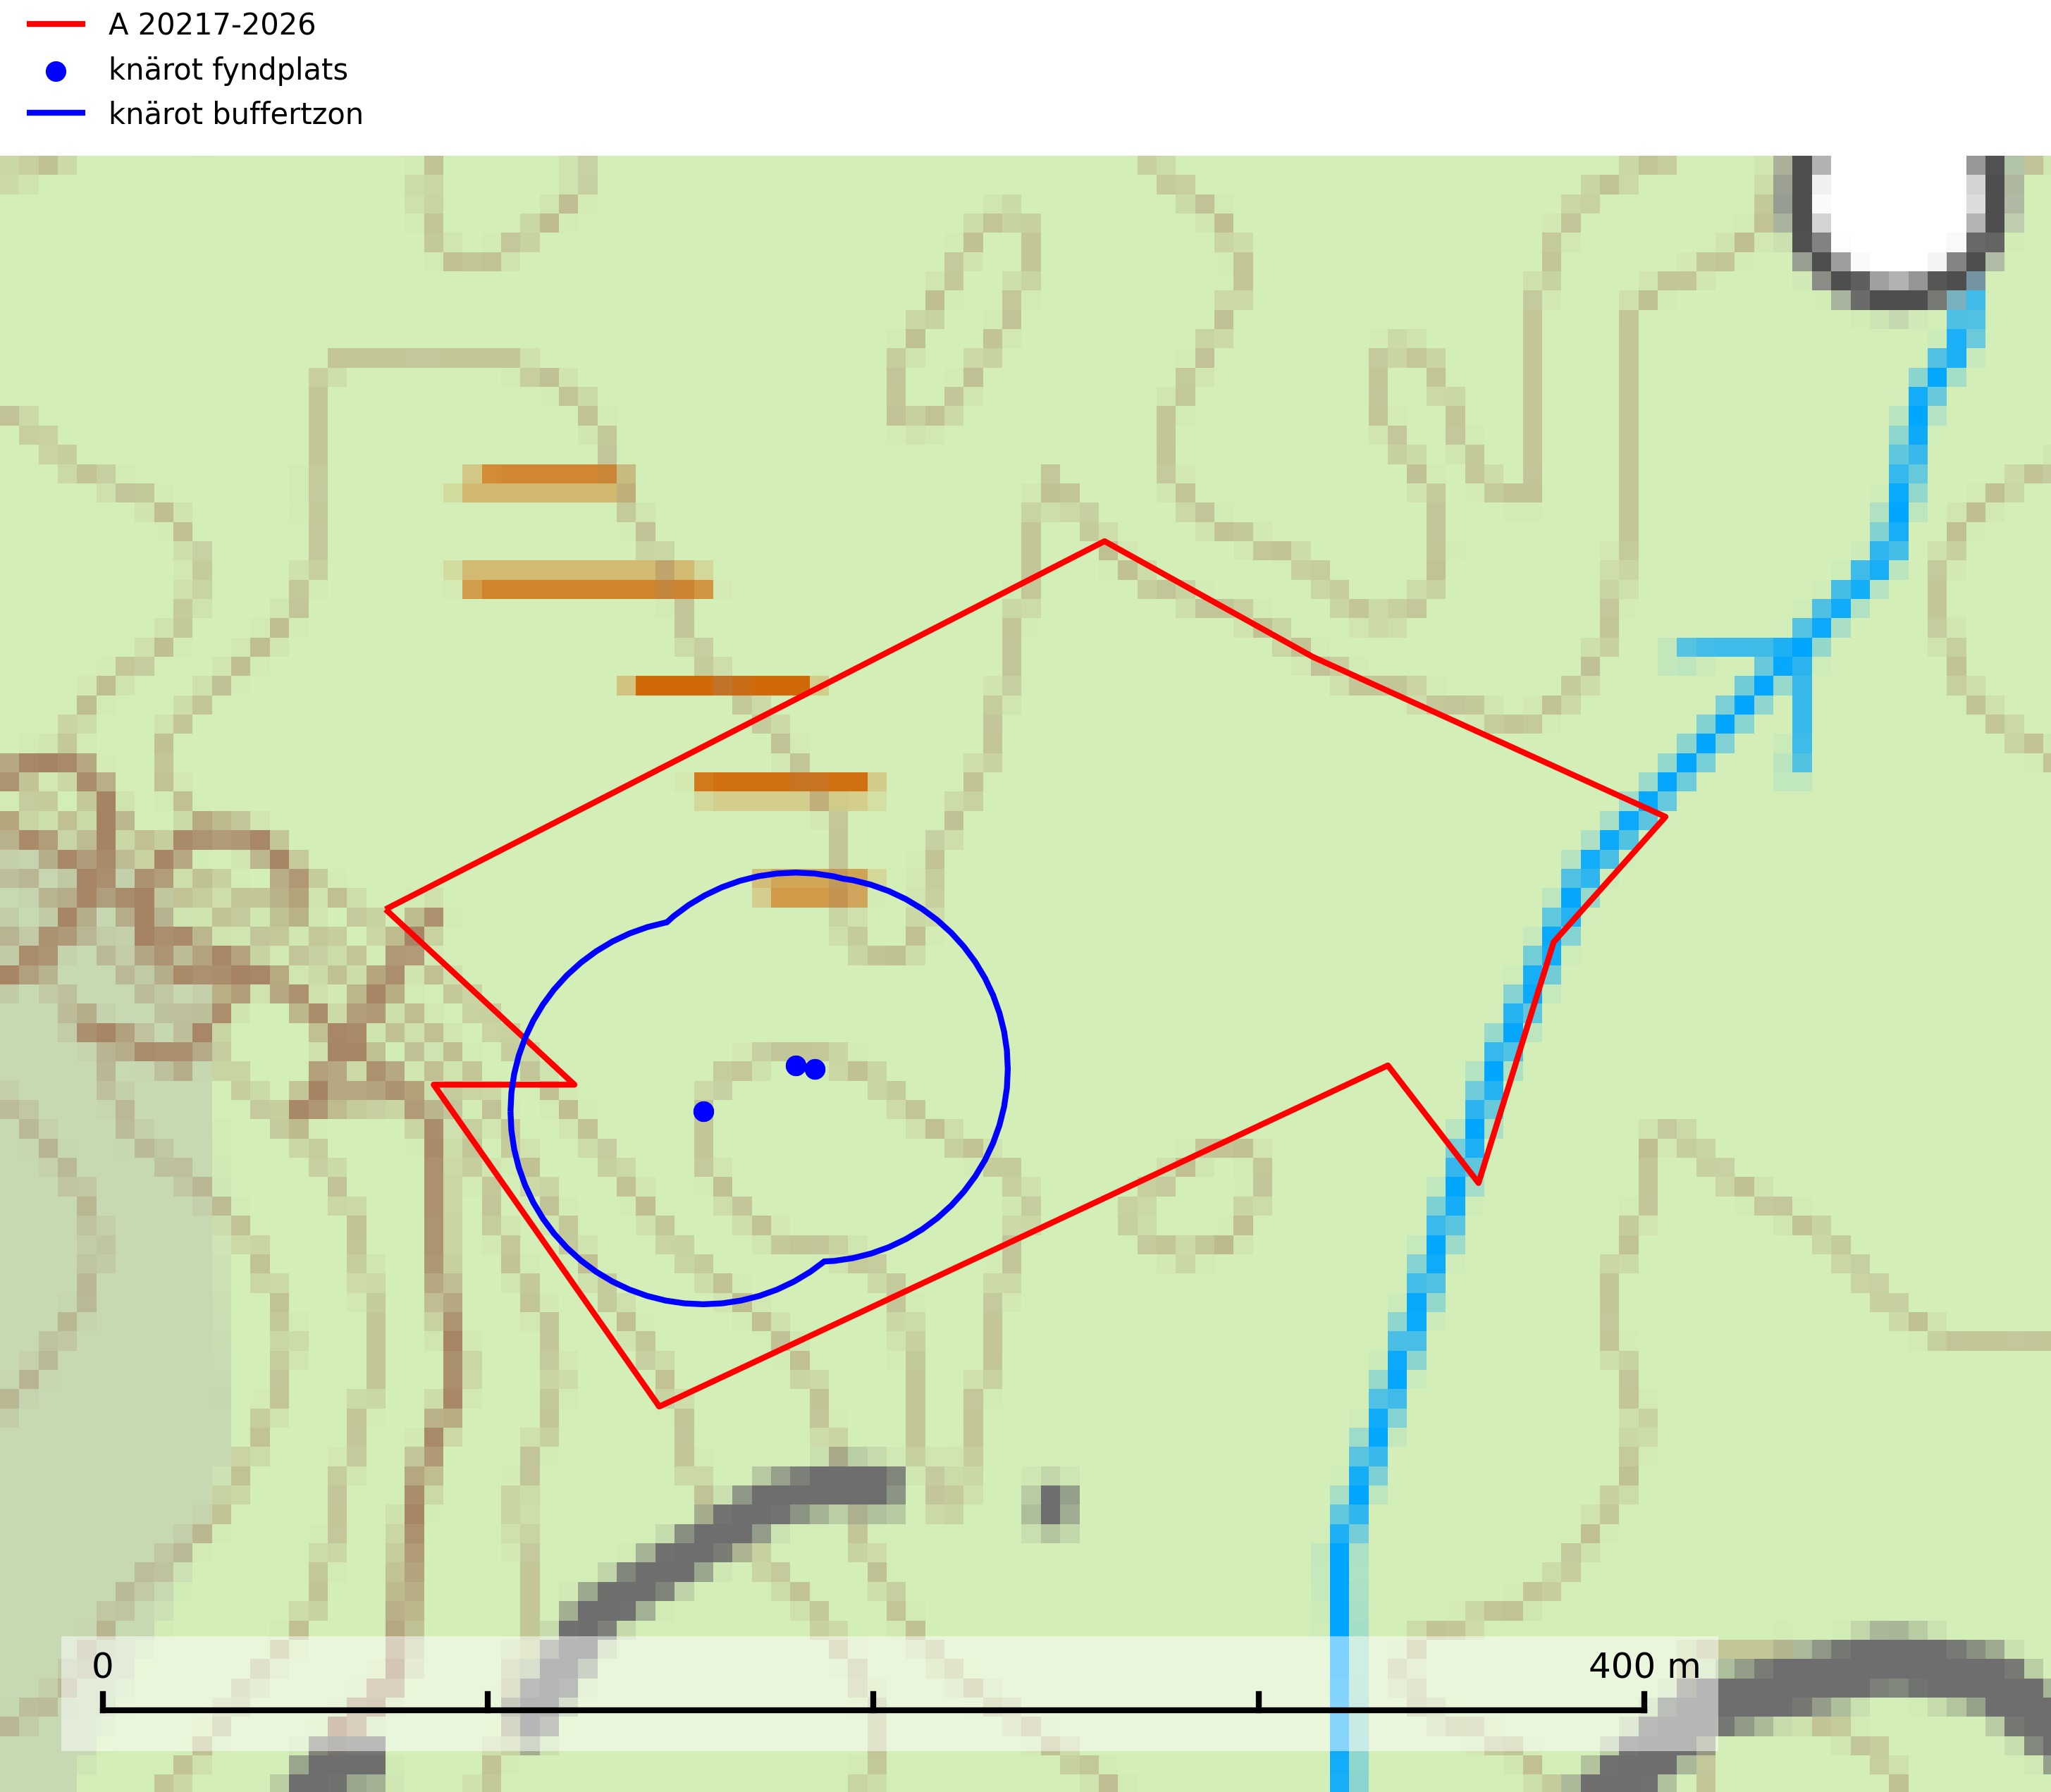 A 20217-2026
knärot fyndplats
knärot buffertzon
0
400 m